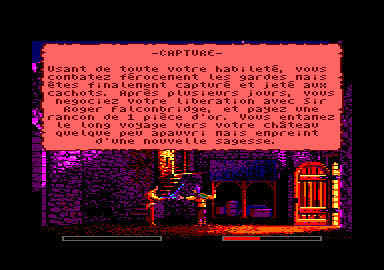 -CAPTURE-
Usant de toute votre habileté, vous
combatez férocement les gardes mais
êtes finalement capturé et jeté aux
cachots. Après plusieurs jours, vous
negociez votre liberation avec Sir
Roger Falconbridge, et payez une
rancon de 1 pièce d'or. Vous entamez
le long voyage vers votre château
quelque peu apauvri mais empreint
d'une nouvelle sagesse.